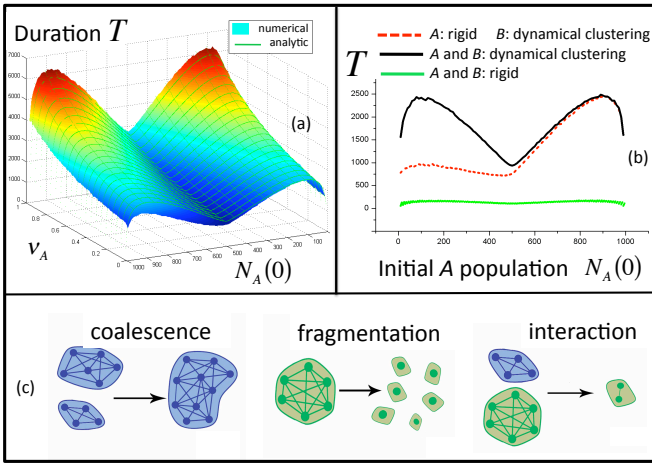 Duration T
numerical
analytic
(a)
7000
6000
5000
4000
3000
2000
1000
0
1
0.8
0.6
0.4
0.2
0
ν_A
1000 900 800 700 600 500 400 300 200 100
N_A(0)
A: rigid B: dynamical clustering
A and B: dynamical clustering
A and B: rigid
T
2500
2000
1500
1000
500
0
(b)
0 200 400 600 800 1000
Initial A population N_A(0)
coalescence fragmentation interaction
(c)